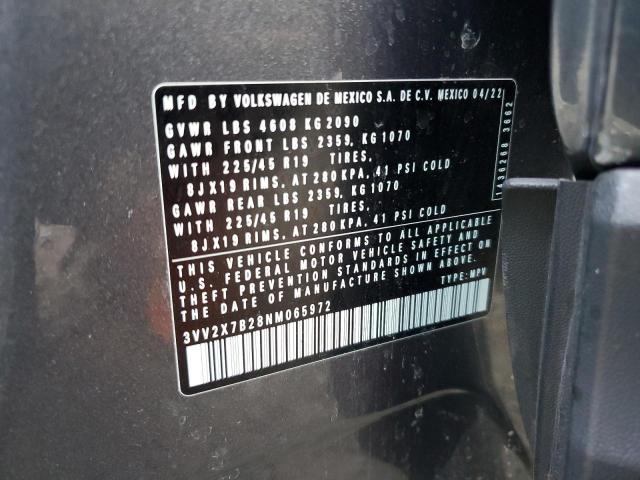 MFD BY VOLKSWAGEN DE MEXICO S.A. DE C.V. MEXICO 04/22
GVWR LBS 4608 KG 2090
GAWR FRONT LBS 2359, KG 1070
WITH 225/45 R19 TIRES,
8JX19 RIMS, AT 280 KPA, 41 PSI COLD
GAWR REAR LBS 2359, KG 1070
WITH 225/45 R19 TIRES,
8JX19 RIMS, AT 280 KPA, 41 PSI COLD
THIS VEHICLE CONFORMS TO ALL APPLICABLE
U.S. FEDERAL MOTOR VEHICLE SAFETY AND
THEFT PREVENTION STANDARDS IN EFFECT ON
THE DATE OF MANUFACTURE SHOWN ABOVE.
TYPE: MPV
3VV2X7B28NM065972
1436268 3662